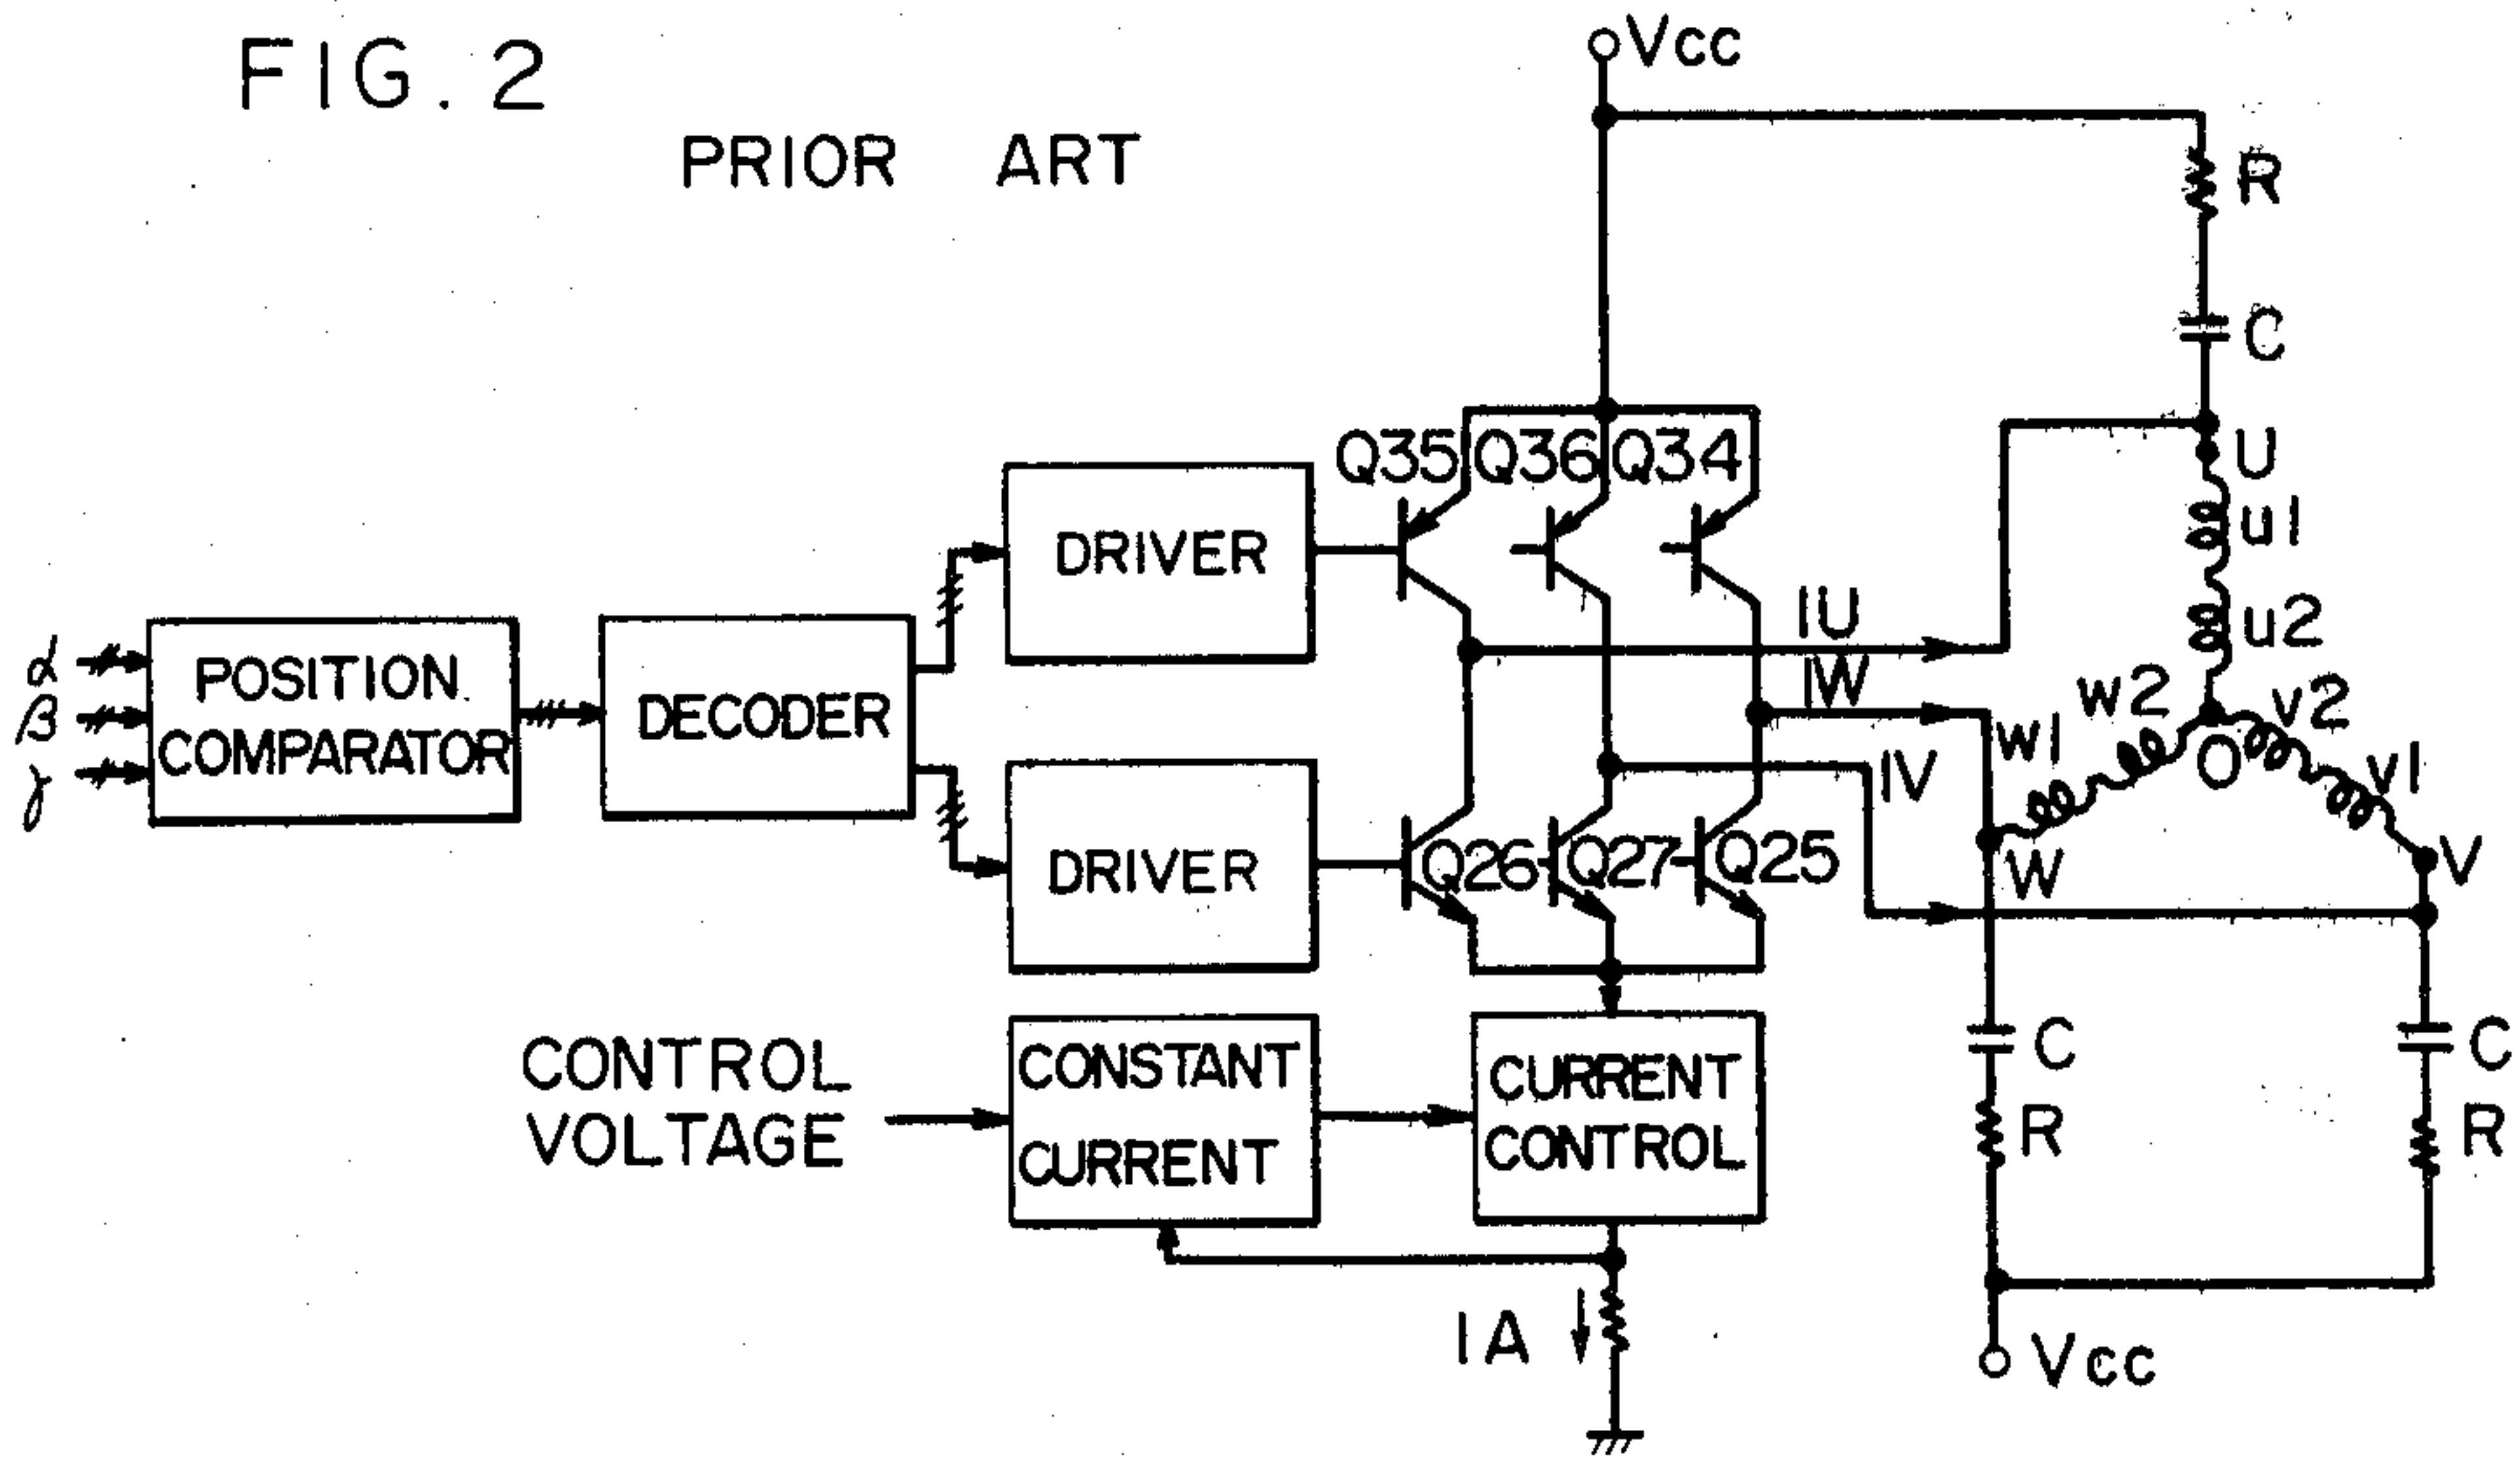 FIG. 2
PRIOR ART
Vcc
R
C
U
u1
u2
Q35 Q36 Q34
DRIVER
IU
IW
IV
α
β
γ
POSITION
COMPARATOR
DECODER
DRIVER
Q26 Q27 Q25
w2
w1
O
v2
v1
W
V
CONTROL
VOLTAGE
CONSTANT
CURRENT
CURRENT
CONTROL
C
R
C
R
IA
Vcc